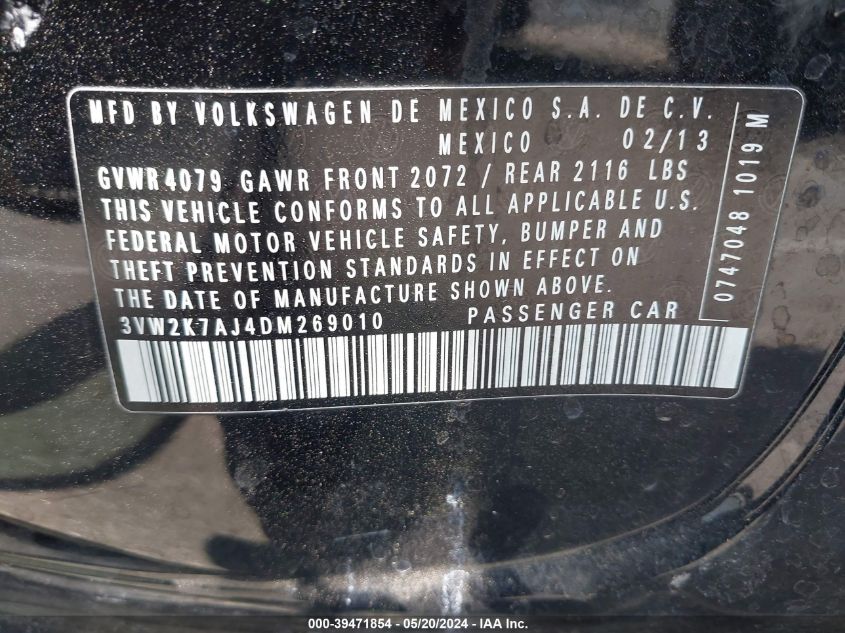 MFD BY VOLKSWAGEN DE MEXICO S.A. DE C.V.
MEXICO 02/13
GVWR 4079 GAWR FRONT 2072 / REAR 2116 LBS
THIS VEHICLE CONFORMS TO ALL APPLICABLE U.S.
FEDERAL MOTOR VEHICLE SAFETY, BUMPER AND
THEFT PREVENTION STANDARDS IN EFFECT ON
THE DATE OF MANUFACTURE SHOWN ABOVE.
3VW2K7AJ4DM269010 PASSENGER CAR
0747048 1019 M
000-39471854 | 05/20/2024 | IAA Inc.